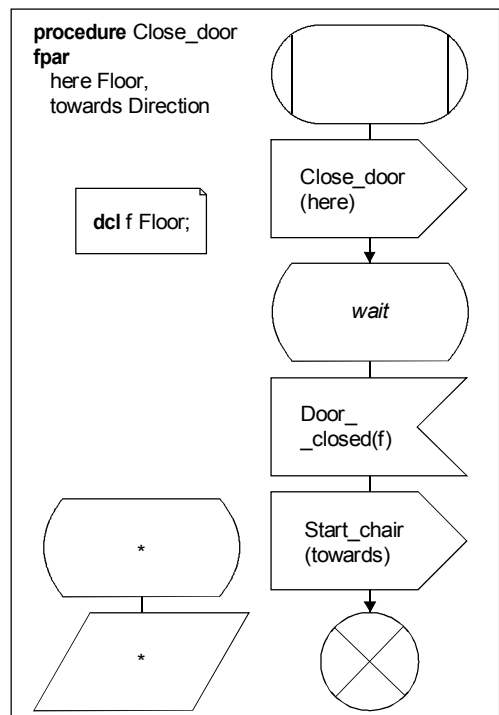 procedure Close_door
fpar
here Floor,
towards Direction
Close_door
(here)
dcl f Floor;
wait
Door_
_closed(f)
Start_chair
(towards)
*
*